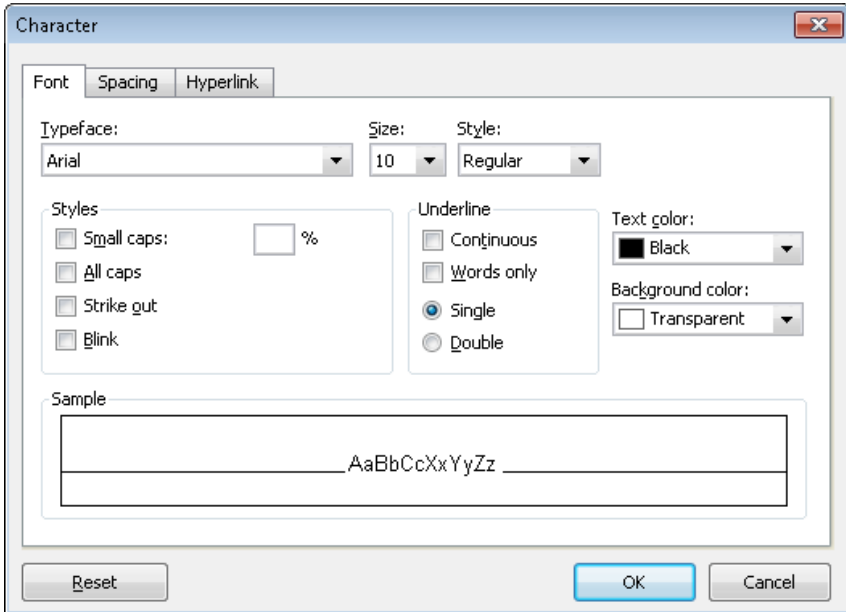 Character
Font Spacing Hyperlink
Typeface: Size: Style:
Arial 10 Regular
Styles Underline Text color:
Small caps: % Continuous Black
All caps Words only
Strike out Single Background color:
Blink Double Transparent
Sample
AaBbCcXxYyZz
Reset OK Cancel